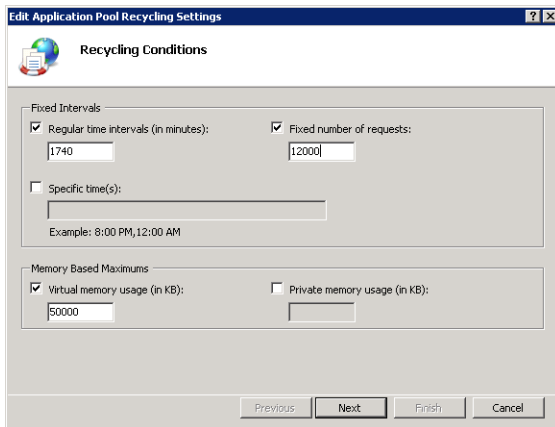 Edit Application Pool Recycling Settings
Recycling Conditions
Fixed Intervals
Regular time intervals (in minutes):
Fixed number of requests:
1740
12000
Specific time(s):
Example: 8:00 PM,12:00 AM
Memory Based Maximums
Virtual memory usage (in KB):
Private memory usage (in KB):
50000
Previous
Next
Finish
Cancel